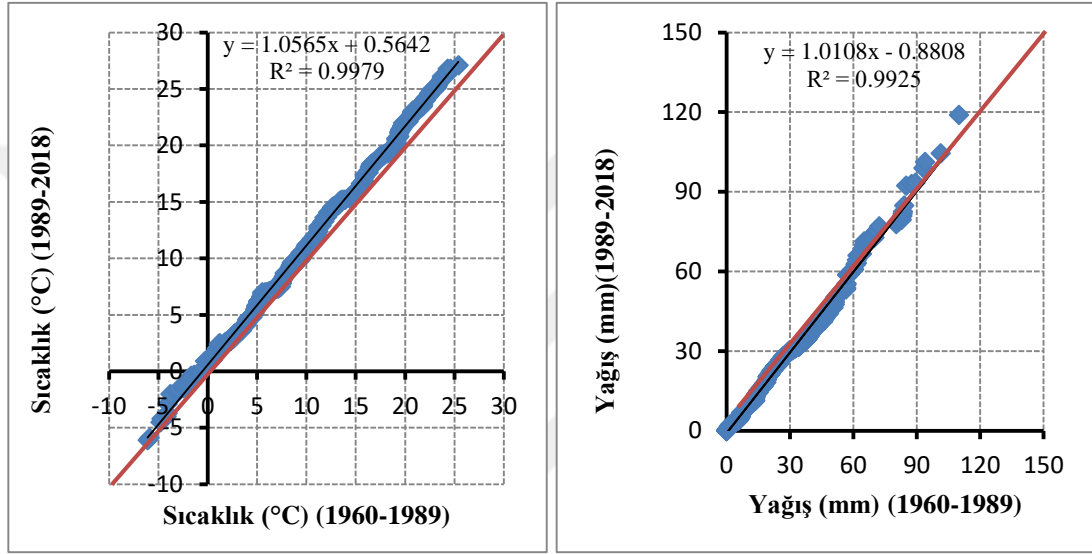 y = 1.0565x + 0.5642
R² = 0.9979
30
25
20
15
10
5
0
-5
-10
-10 -5 0 5 10 15 20 25 30
Sıcaklık (°C) (1989-2018)
Sıcaklık (°C) (1960-1989)
y = 1.0108x - 0.8808
R² = 0.9925
150
120
90
60
30
0
0 30 60 90 120 150
Yağış (mm)(1989-2018)
Yağış (mm) (1960-1989)